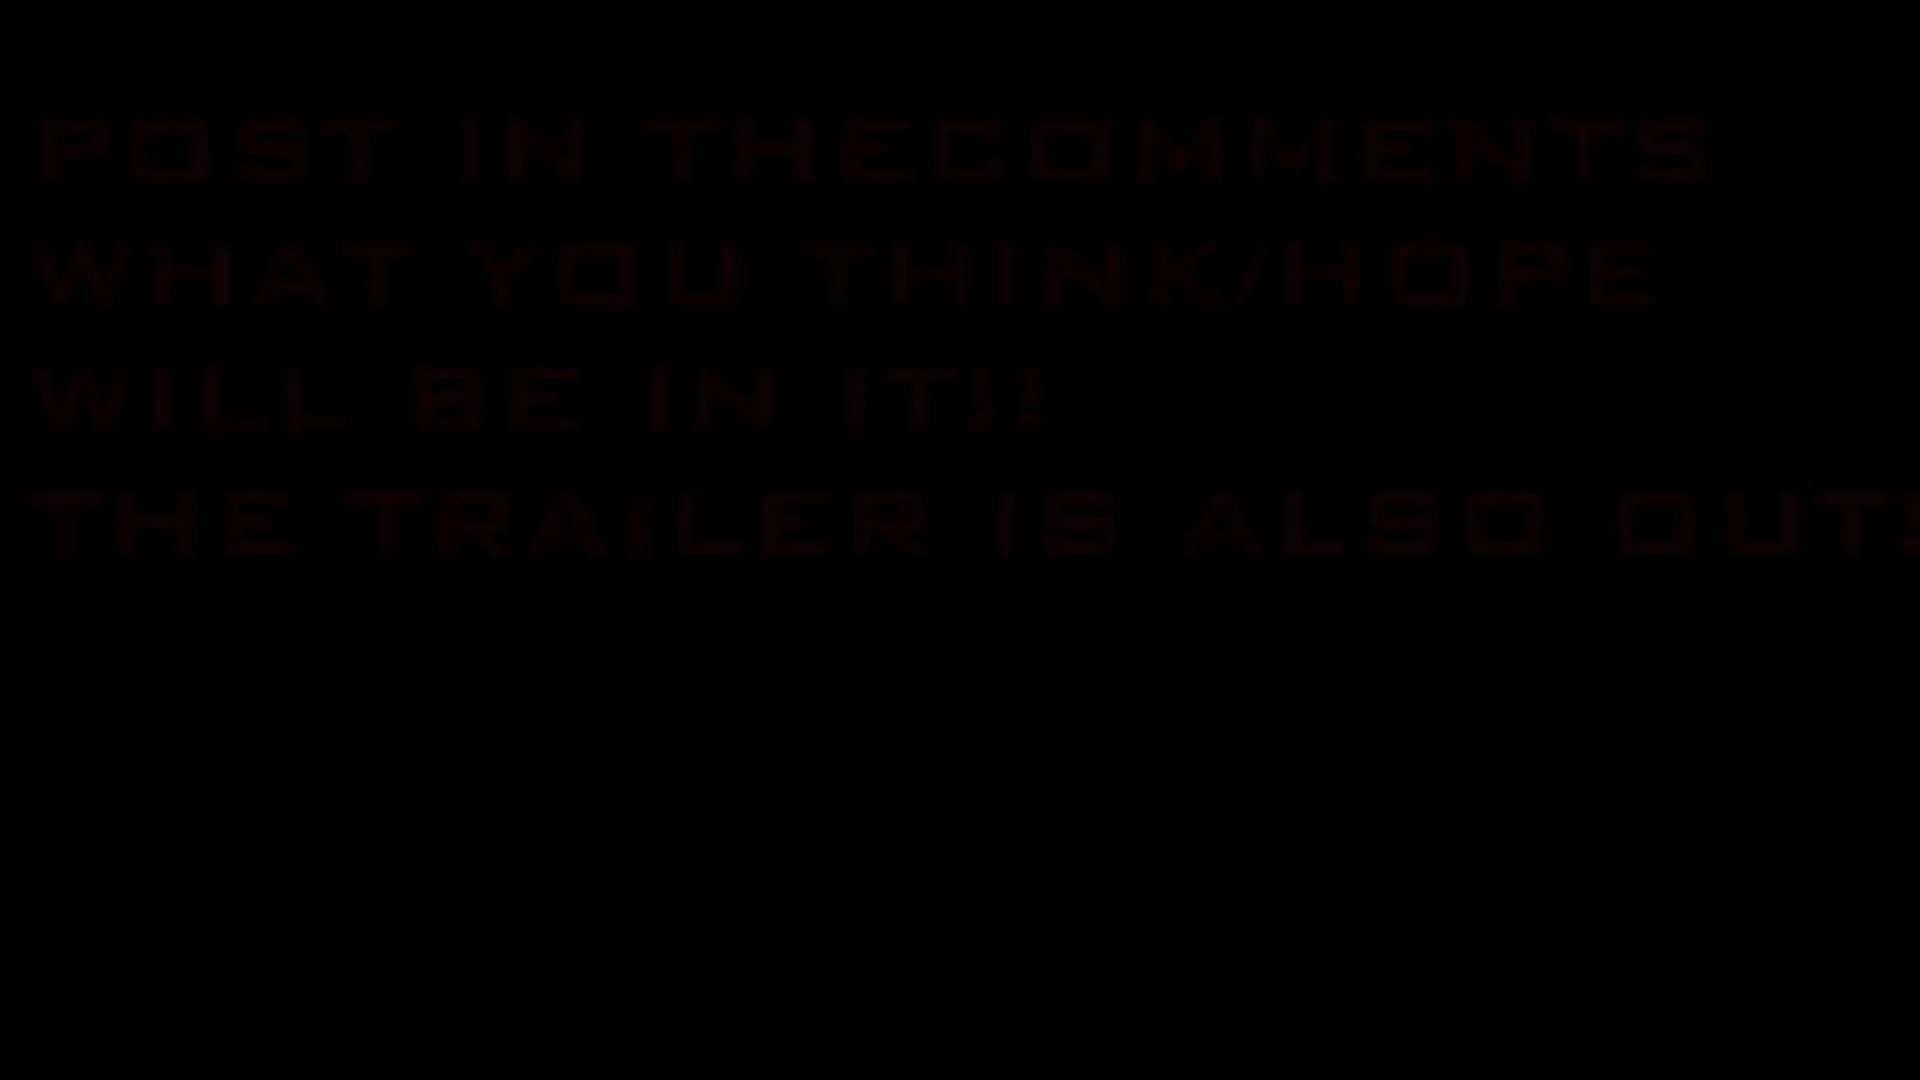 POST IN THECOMMENTS
WHAT YOU THINK/HOPE
WILL BE IN IT!!
THE TRAILER IS ALSO OUT!